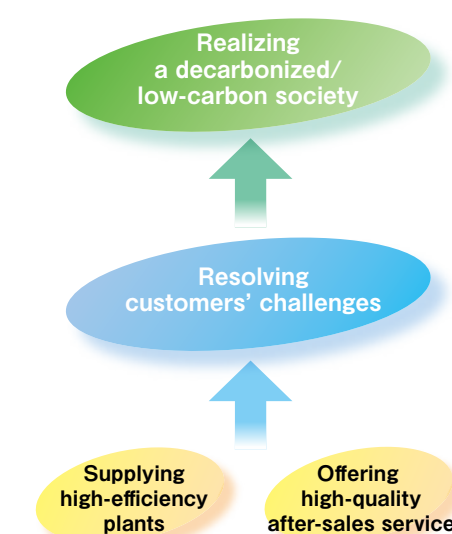 Realizing
a decarbonized/
low-carbon society
Resolving
customers’ challenges
Supplying
high-efficiency
plants
Offering
high-quality
after-sales service